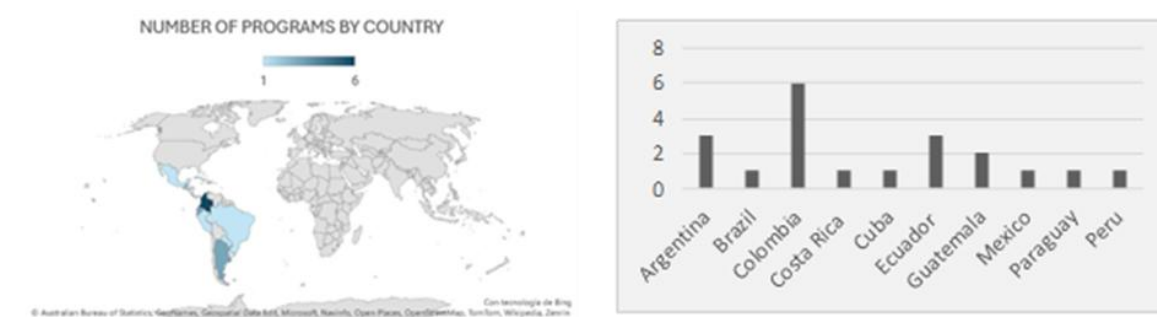 NUMBER OF PROGRAMS BY COUNTRY
1 6
Con tecnología de Bing
© Australian Bureau of Statistics, GeoNames, Geospatial Data Edit, Microsoft, Navinfo, Open Places, OpenStreetMap, TomTom, Wikipedia, Zenrin
8
6
4
2
0
Argentina
Brazil
Colombia
Costa Rica
Cuba
Ecuador
Guatemala
Mexico
Paraguay
Peru